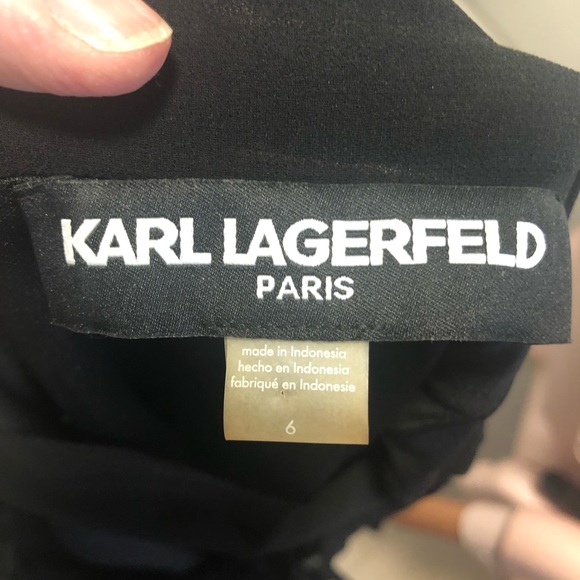 KARL LAGERFELD
PARIS
made in Indonesia
hecho en Indonesia
fabriqué en Indonesie
6